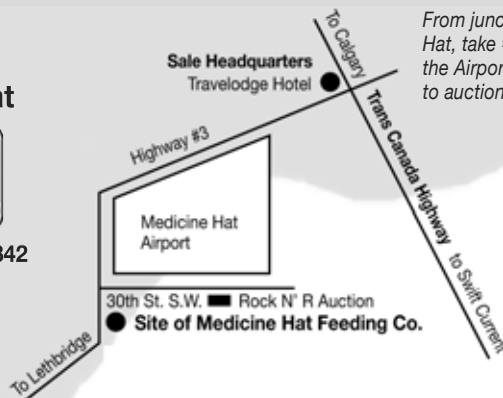 To Calgary
From junc
Hat, take
the Airpor
to auction
Sale Headquarters
Travelodge Hotel
at
Highway #3
Trans Canada Highway
to Swift Current
Medicine Hat
Airport
342
30th St. S.W.
Rock N' R Auction
Site of Medicine Hat Feeding Co.
To Lethbridge